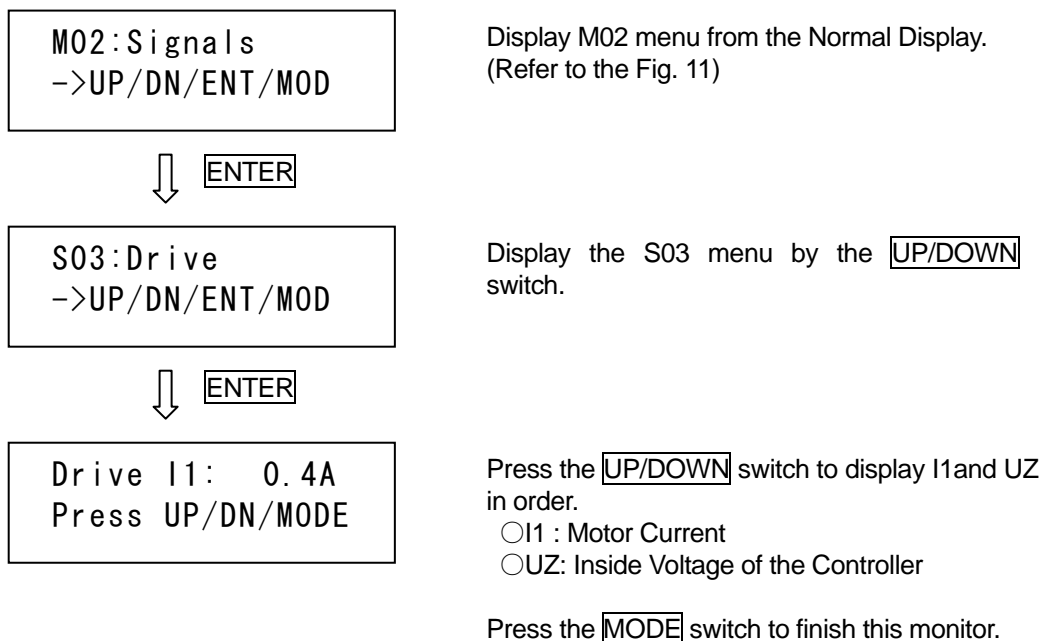 M02:Signals
->UP/DN/ENT/MOD
Display M02 menu from the Normal Display.
(Refer to the Fig. 11)
ENTER
S03:Drive
->UP/DN/ENT/MOD
Display the S03 menu by the UP/DOWN
switch.
ENTER
Drive I1:  0.4A
Press UP/DN/MODE
Press the UP/DOWN switch to display I1and UZ
in order.
○I1 : Motor Current
○UZ: Inside Voltage of the Controller
Press the MODE switch to finish this monitor.